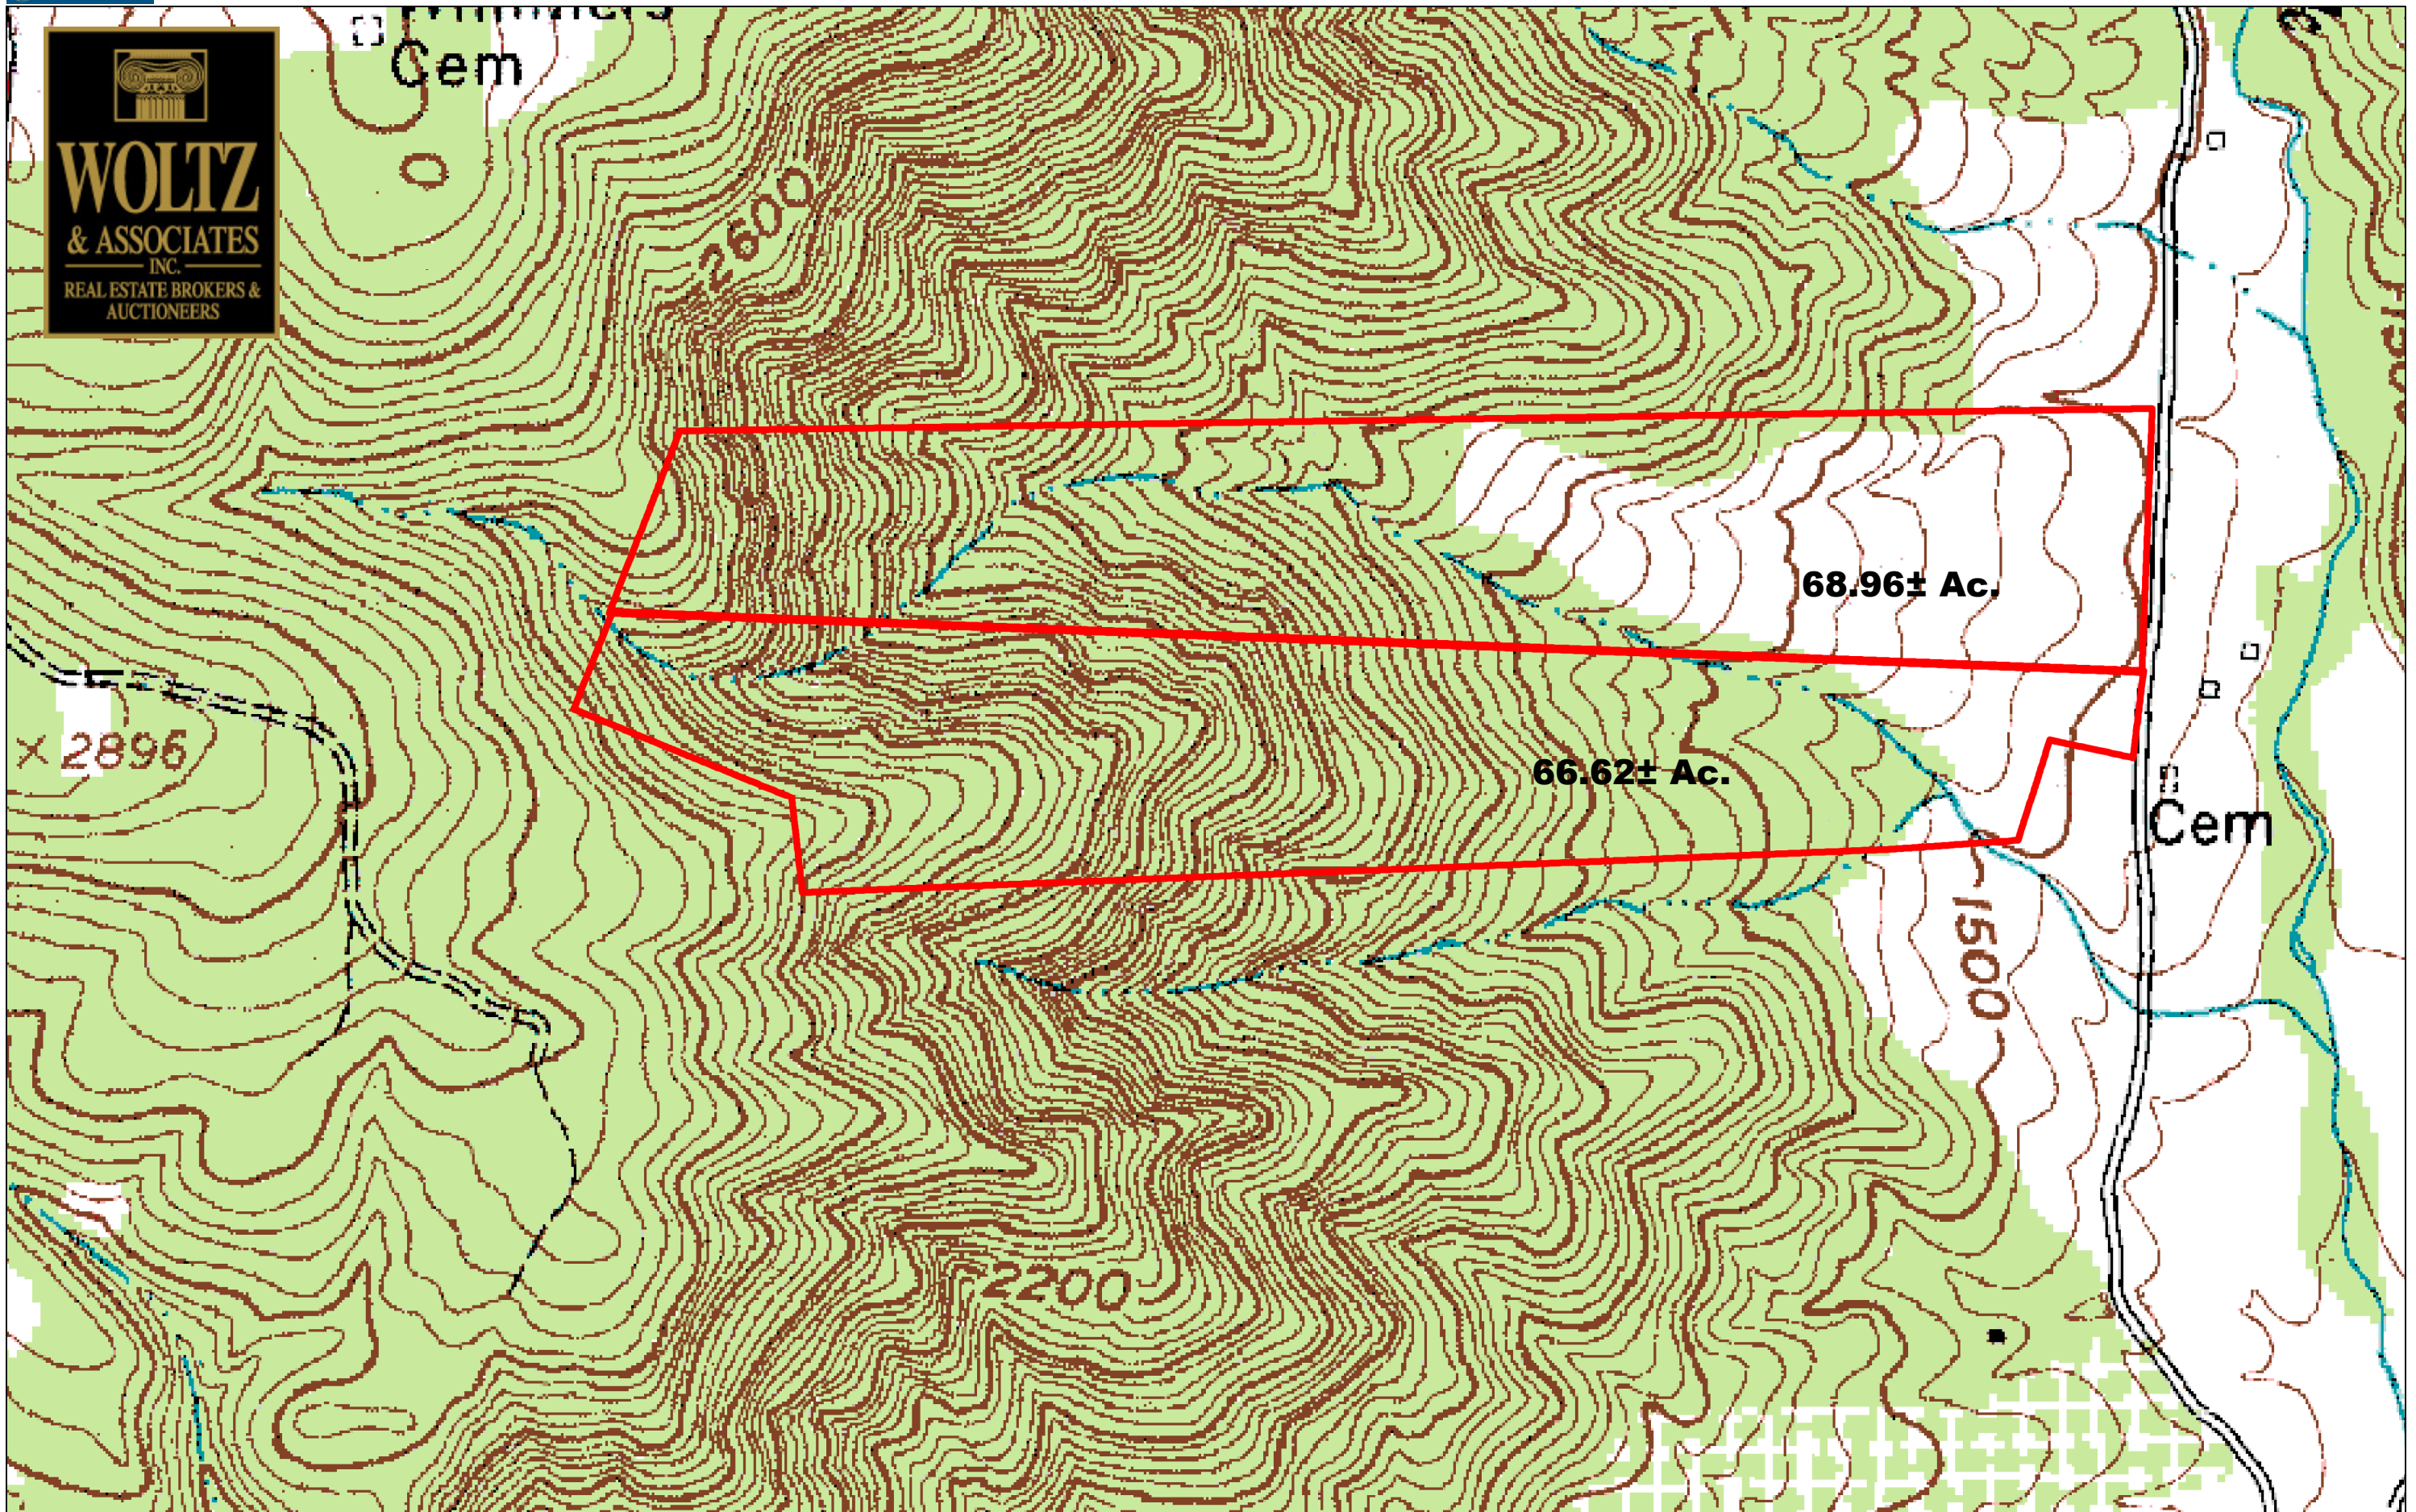 Cem
WOLTZ
& ASSOCIATES
INC.
REAL ESTATE BROKERS &
AUCTIONEERS
2600
68.96± Ac.
×2896
66.62± Ac.
Cem
1500
2200